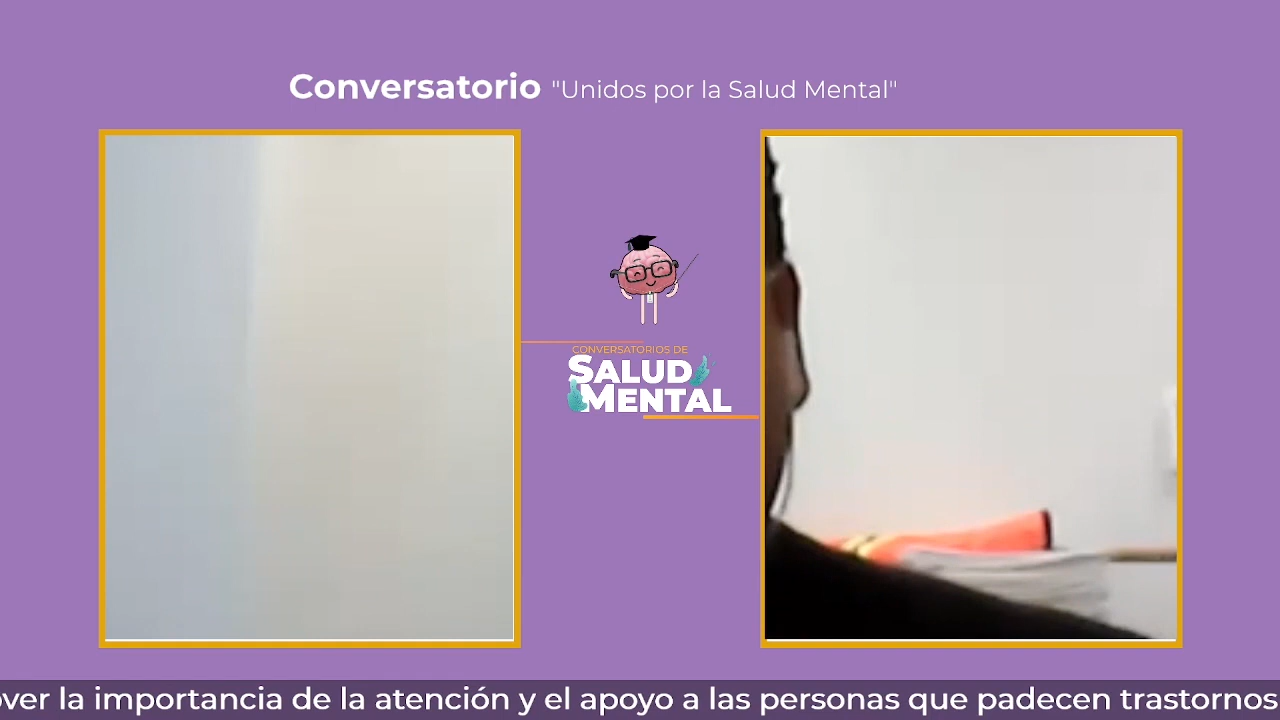 Conversatorio "Unidos por la Salud Mental"
CONVERSATORIOS DE
SALUD
MENTAL
la importancia de la atención y el apoyo a las personas que padecen trastornos